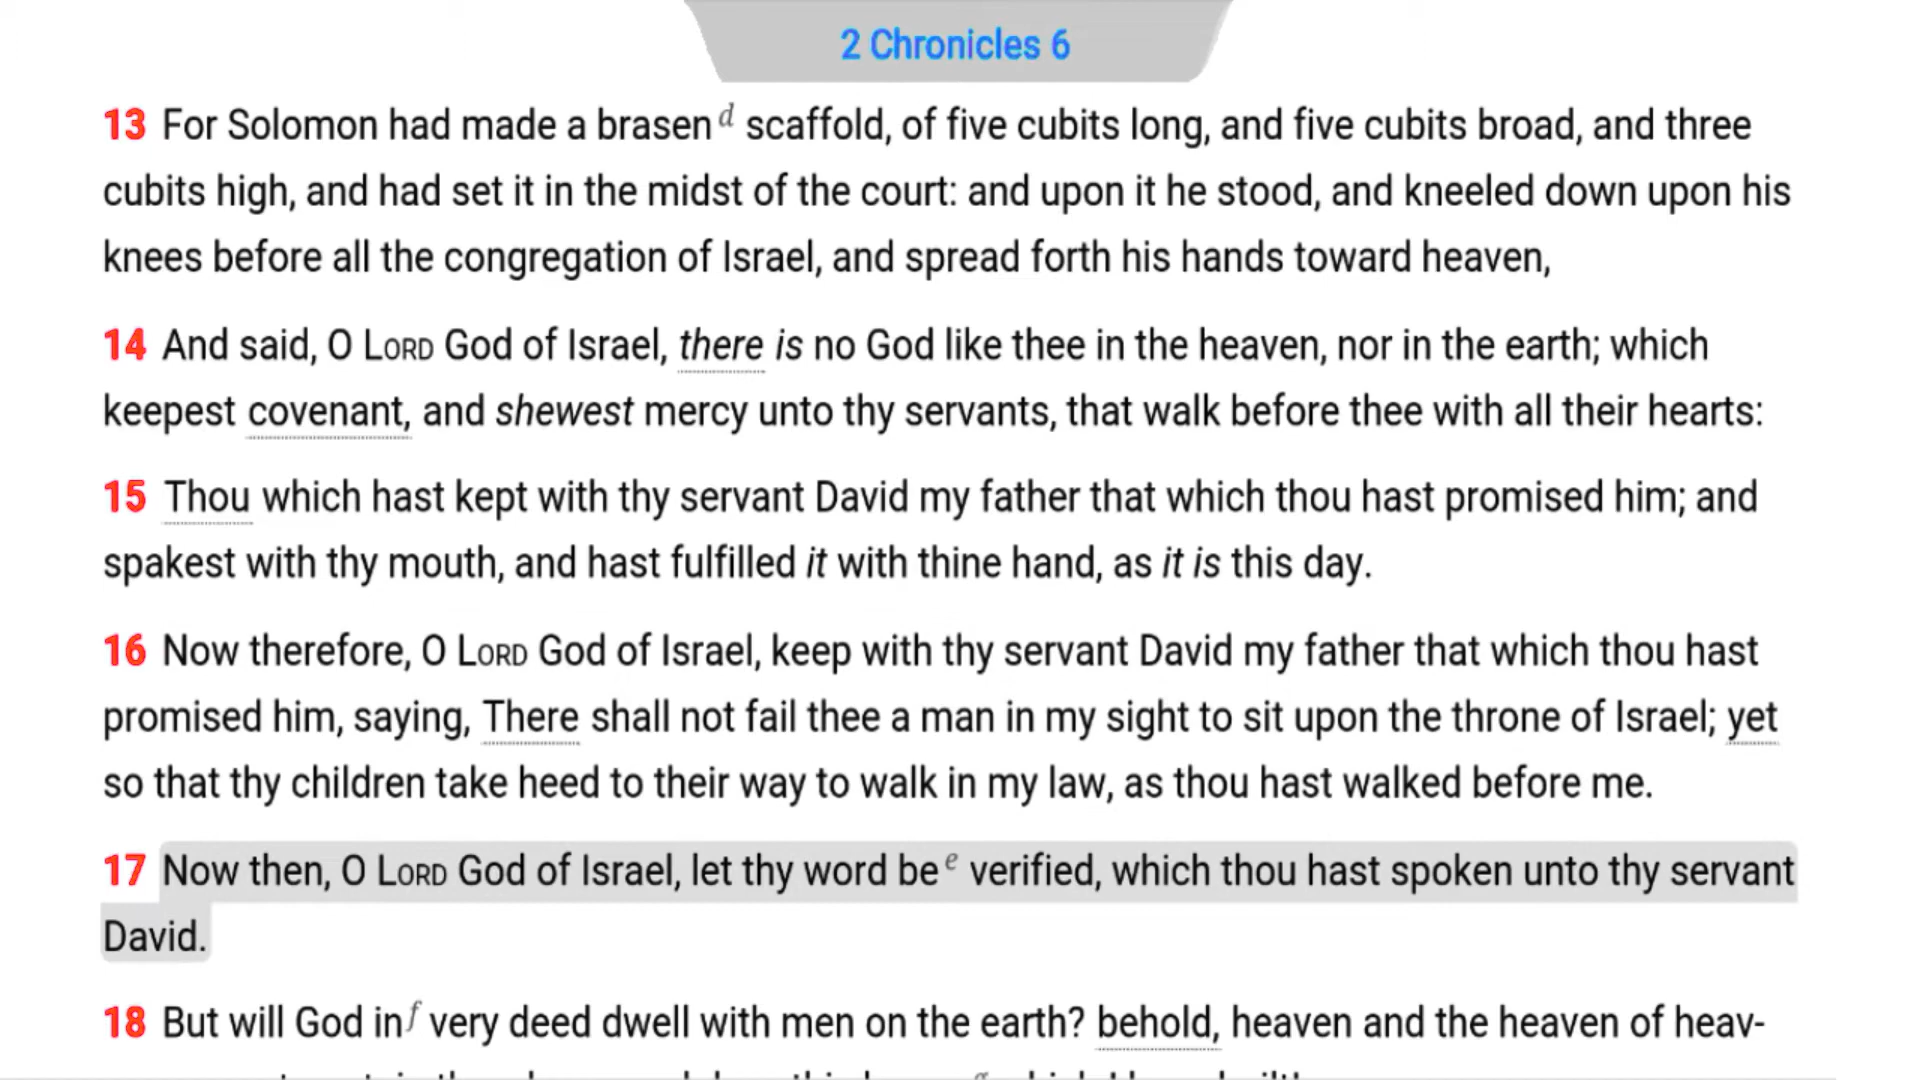 2 Chronicles 6
13 For Solomon had made a brasen d scaffold, of five cubits long, and five cubits broad, and three
cubits high, and had set it in the midst of the court: and upon it he stood, and kneeled down upon his
knees before all the congregation of Israel, and spread forth his hands toward heaven,
14 And said, O LORD God of Israel, there is no God like thee in the heaven, nor in the earth; which
keepest covenant, and shewest mercy unto thy servants, that walk before thee with all their hearts:
15 Thou which hast kept with thy servant David my father that which thou hast promised him; and
spakest with thy mouth, and hast fulfilled it with thine hand, as it is this day.
16 Now therefore, O LORD God of Israel, keep with thy servant David my father that which thou hast
promised him, saying, There shall not fail thee a man in my sight to sit upon the throne of Israel; yet
so that thy children take heed to their way to walk in my law, as thou hast walked before me.
17 Now then, O LORD God of Israel, let thy word be e verified, which thou hast spoken unto thy servant
David.
18 But will God in f very deed dwell with men on the earth? behold, heaven and the heaven of heav-